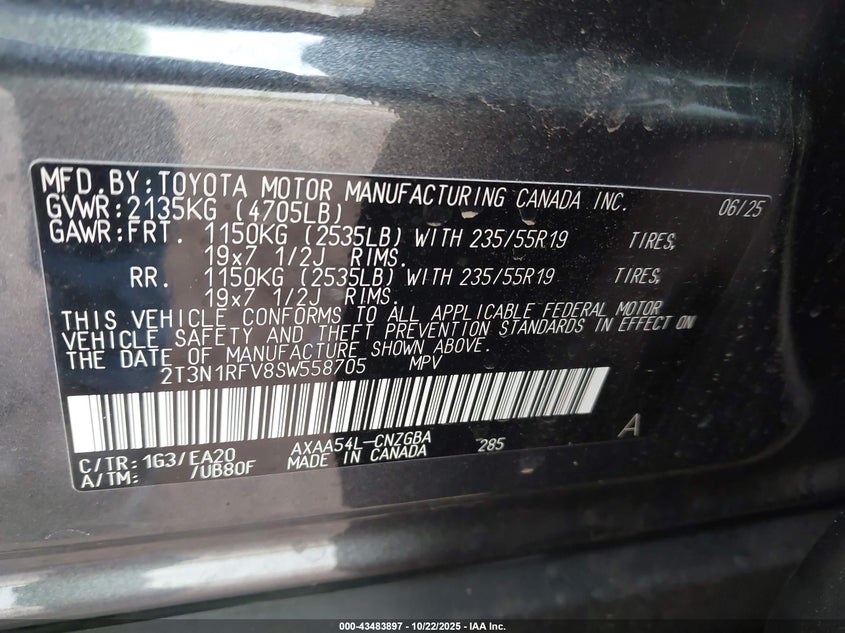 MFD. BY: TOYOTA MOTOR MANUFACTURING CANADA INC. 06/25
GVWR: 2135KG (4705LB)
GAWR: FRT. 1150KG (2535LB) WITH 235/55R19 TIRES,
19x7 1/2J RIMS.
RR. 1150KG (2535LB) WITH 235/55R19 TIRES,
19x7 1/2J RIMS.
THIS VEHICLE CONFORMS TO ALL APPLICABLE FEDERAL MOTOR
VEHICLE SAFETY AND THEFT PREVENTION STANDARDS IN EFFECT ON
THE DATE OF MANUFACTURE SHOWN ABOVE.
2T3N1RFV8SW558705 MPV
C/TR: 1G3/EA20 AXAA54L-CNZGBA 285 A
A/TM: /UB80F MADE IN CANADA
000-43483897 - 10/22/2025 - IAA Inc.